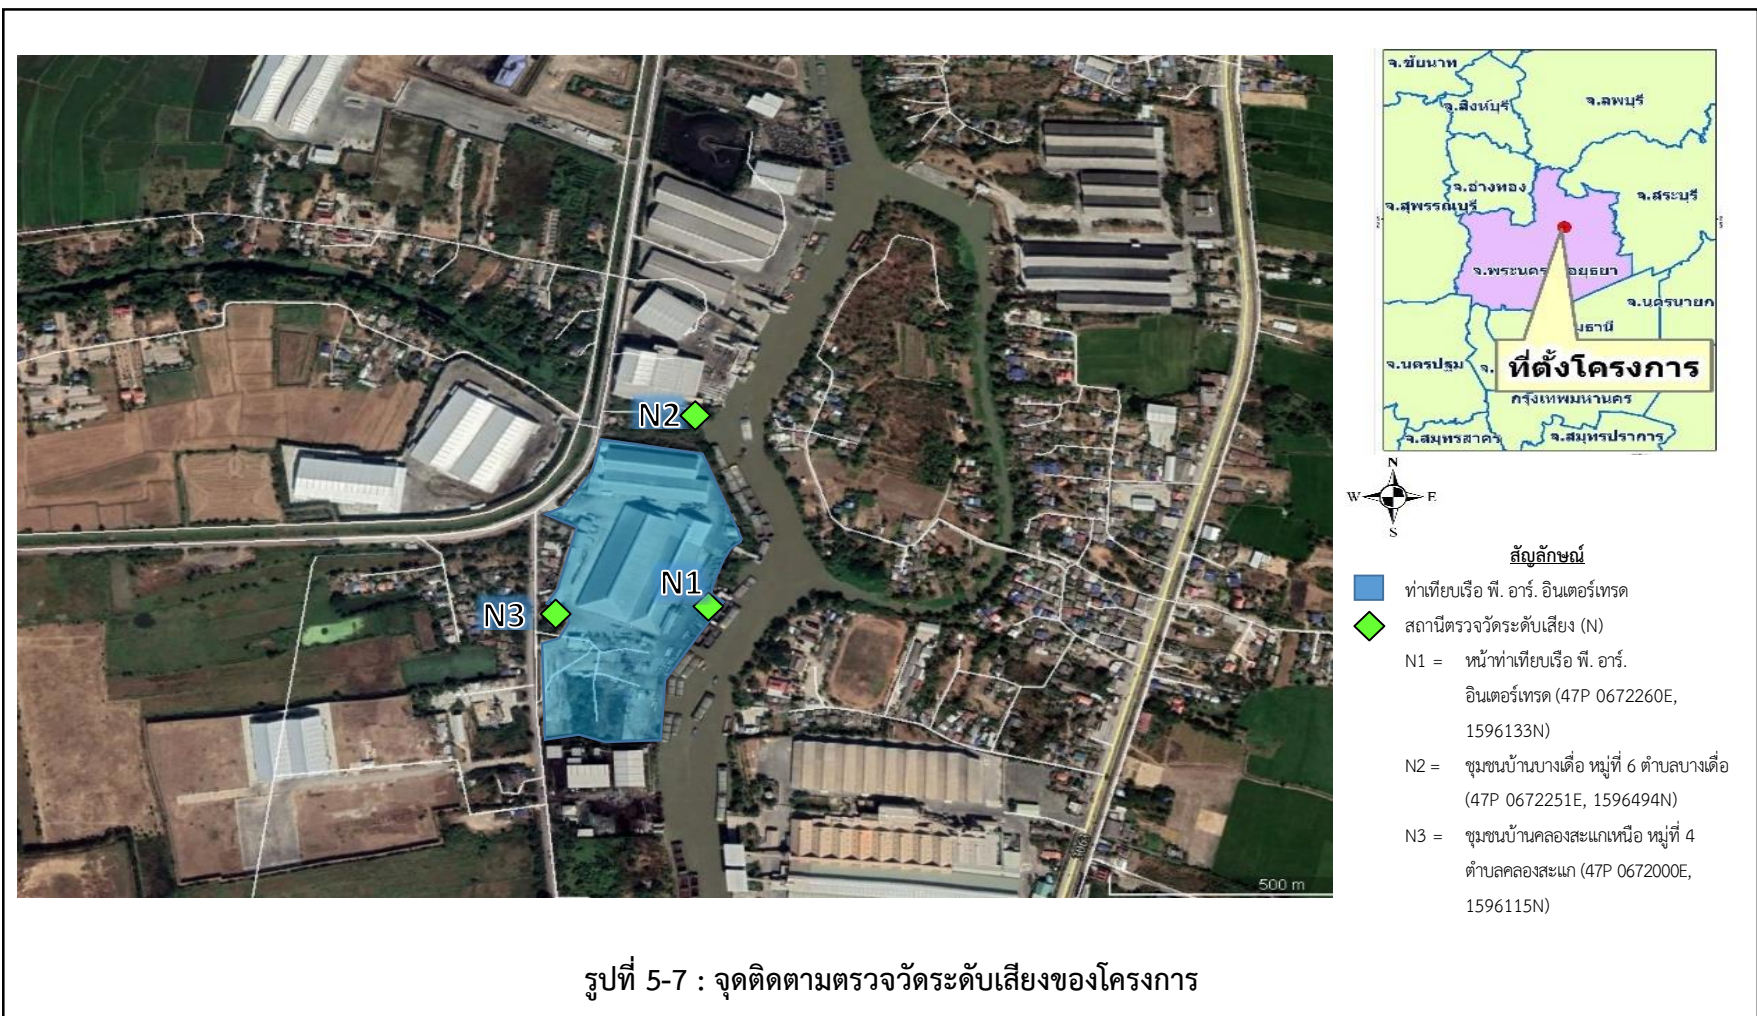 N2
N1
N3
500 m
จ.ชัยนาท
จ.สิงห์บุรี
จ.ลพบุรี
จ.อ่างทอง
จ.สุพรรณบุรี
จ.สระบุรี
จ.พระนคร อยุธยา
จ.นครนายก
จ.นครปฐม
จ.
ที่ตั้งโครงการ
กรุงเทพมหานคร
จ.สมุทรสาคร
จ.สมุทรปราการ
N
W E
S
สัญลักษณ์
ท่าเทียบเรือ พี. อาร์. อินเตอร์เทรด
สถานีตรวจวัดระดับเสียง (N)
N1 = หน้าท่าเทียบเรือ พี. อาร์.
อินเตอร์เทรด (47P 0672260E,
1596133N)
N2 = ชุมชนบ้านบางเดื่อ หมู่ที่ 6 ตำบลบางเดื่อ
(47P 0672251E, 1596494N)
N3 = ชุมชนบ้านคลองสะแกเหนือ หมู่ที่ 4
ตำบลคลองสะแก (47P 0672000E,
1596115N)
รูปที่ 5-7 : จุดติดตามตรวจวัดระดับเสียงของโครงการ